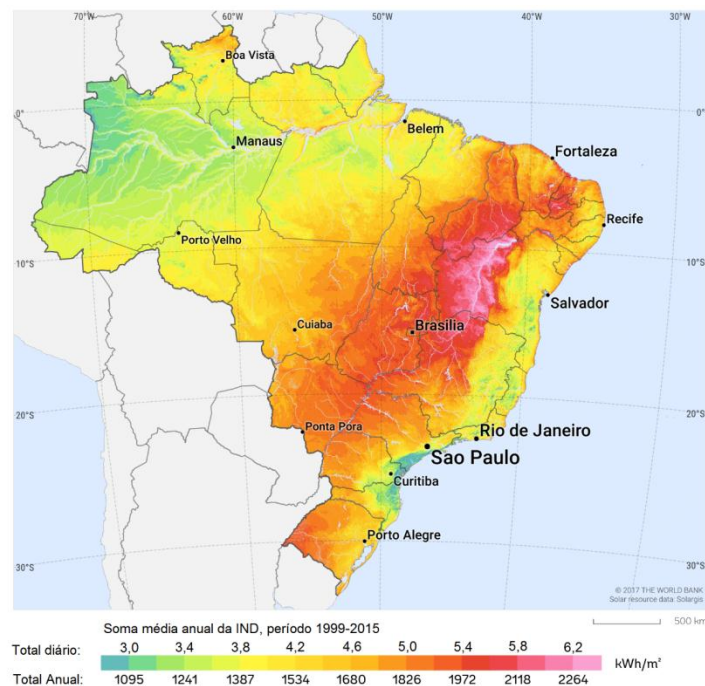 70°W 60°W 50°W 40°W
Boa Vista
0° 0°
Belem
Manaus
Fortaleza
Recife
Porto Velho
10°S 10°S
Salvador
Cuiaba
Brasilia
20°S 20°S
Ponta Pora
Rio de Janeiro
Sao Paulo
Curitiba
Porto Alegre
30°S 30°S
© 2017 THE WORLD BANK
Solar resource data: Solargis
500 km
Soma média anual da IND, período 1999-2015
Total diário: 3,0 3,4 3,8 4,2 4,6 5,0 5,4 5,8 6,2
kWh/m²
Total Anual: 1095 1241 1387 1534 1680 1826 1972 2118 2264